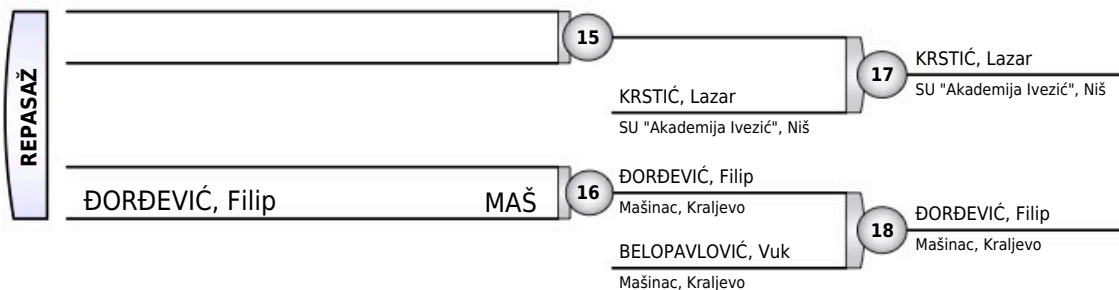 REPASAŽ
15
KRSTIĆ, Lazar
SU "Akademija Ivezić", Niš
17
KRSTIĆ, Lazar
SU "Akademija Ivezić", Niš
ĐORĐEVIĆ, Filip MAŠ
16
ĐORĐEVIĆ, Filip
Mašinac, Kraljevo
BELOPAVLOVIĆ, Vuk
Mašinac, Kraljevo
18
ĐORĐEVIĆ, Filip
Mašinac, Kraljevo